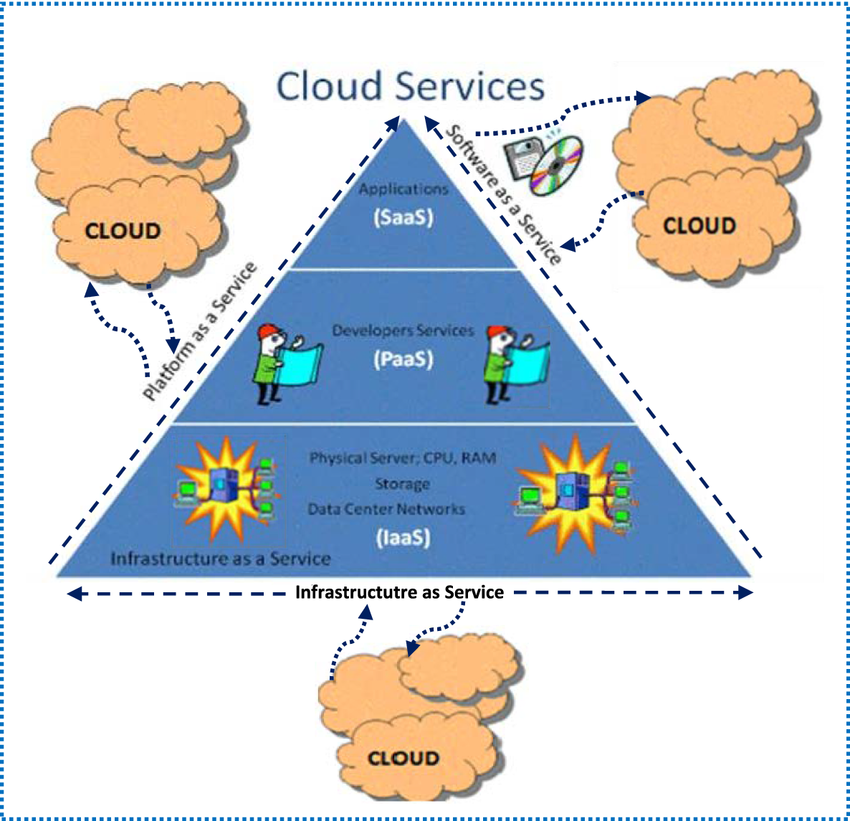 Cloud Services
Software as a Service
Platform as a Service
CLOUD
CLOUD
Applications
(SaaS)
Developers Services
(PaaS)
Physical Server; CPU, RAM
Storage
Data Center Networks
(IaaS)
Infrastructure as a Service
Infrastructutre as Service
CLOUD